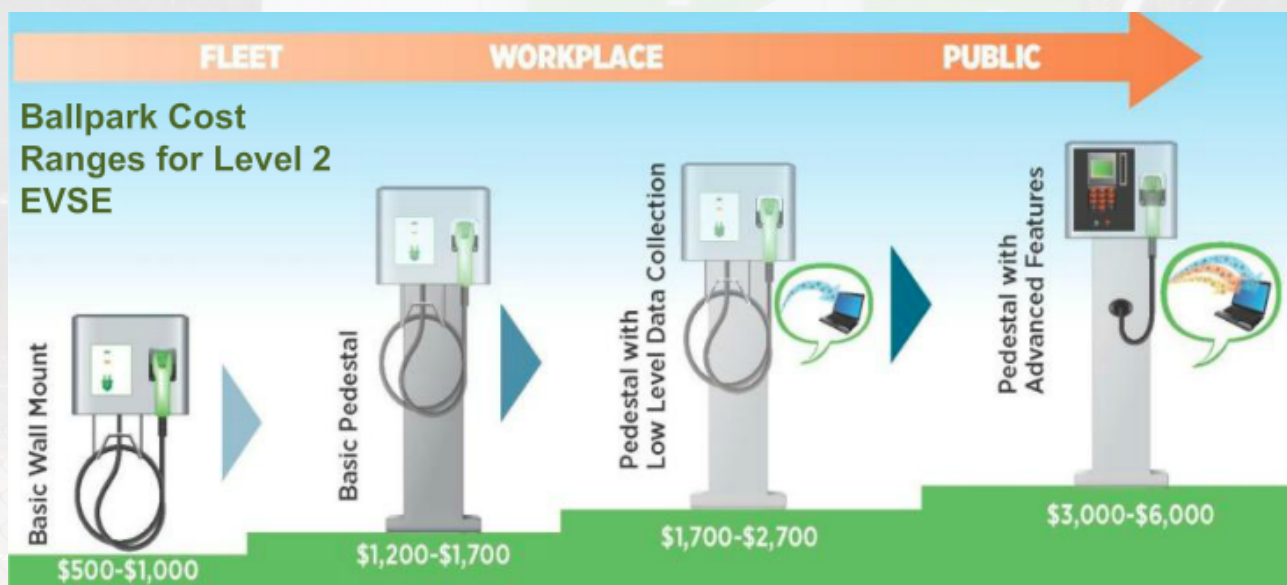 FLEET
WORKPLACE
PUBLIC
Ballpark Cost
Ranges for Level 2
EVSE
Basic Wall Mount
Basic Pedestal
Pedestal with
Low Level Data Collection
Pedestal with
Advanced Features
$500-$1,000
$1,200-$1,700
$1,700-$2,700
$3,000-$6,000